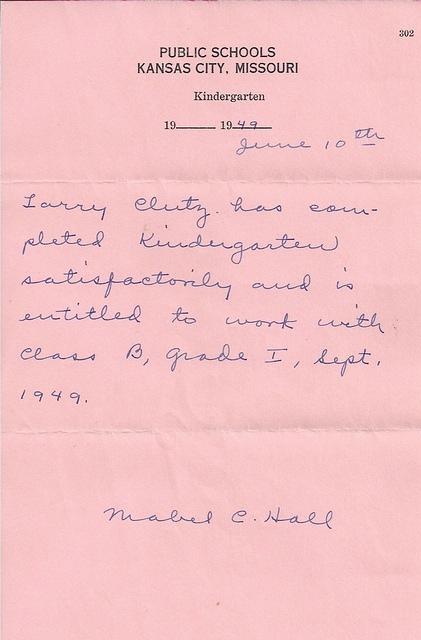 302
PUBLIC SCHOOLS
KANSAS CITY, MISSOURI
Kindergarten
19____ 1949
June 10th
Larry Clutz has com-
pleted Kindergarten
satisfactorily and is
entitled to work with
Class B, Grade I, Sept.
1949.
Mabel C. Hall